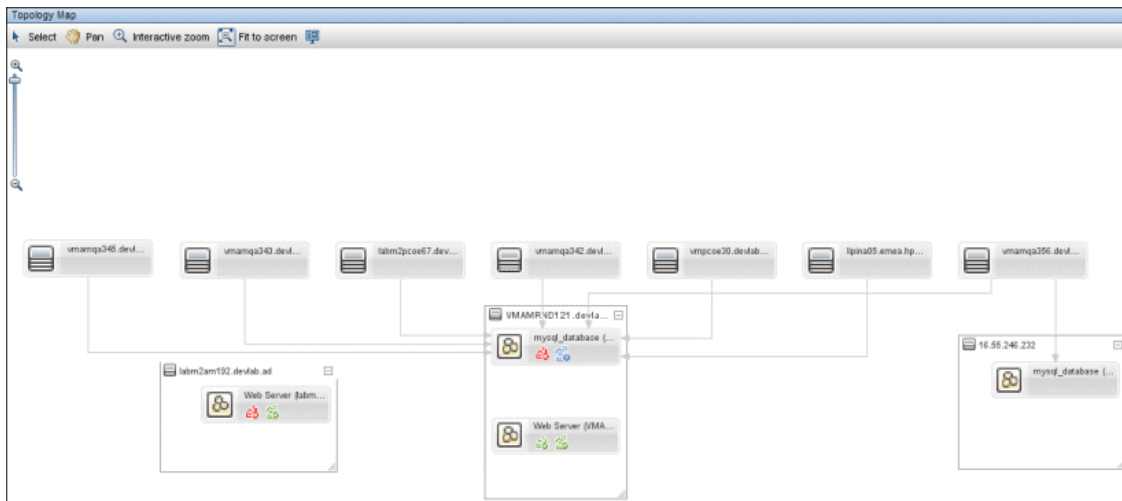 Topology Map
Select Pan Interactive zoom Fit to screen
vmamqa345.devl... vmamqa343.devl... labm2pcoe67.dev... vmamqa342.devl... vmpcoe30.devlab... lipina05.emea.hp... vmamqa356.devl...
VMAMRND121.devla...
mysql_database (...
16.55.246.232
mysql_database (...
labm2am192.devlab.ad
Web Server (labm...
Web Server (VMA...